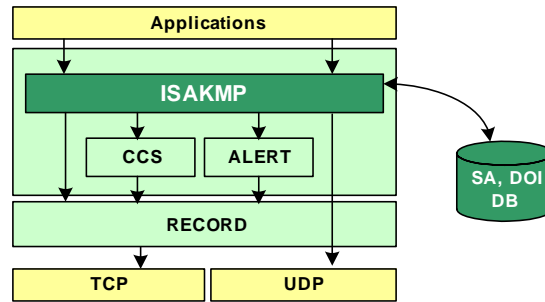 Applications
ISAKMP
CCS
ALERT
SA, DOI
DB
RECORD
TCP
UDP